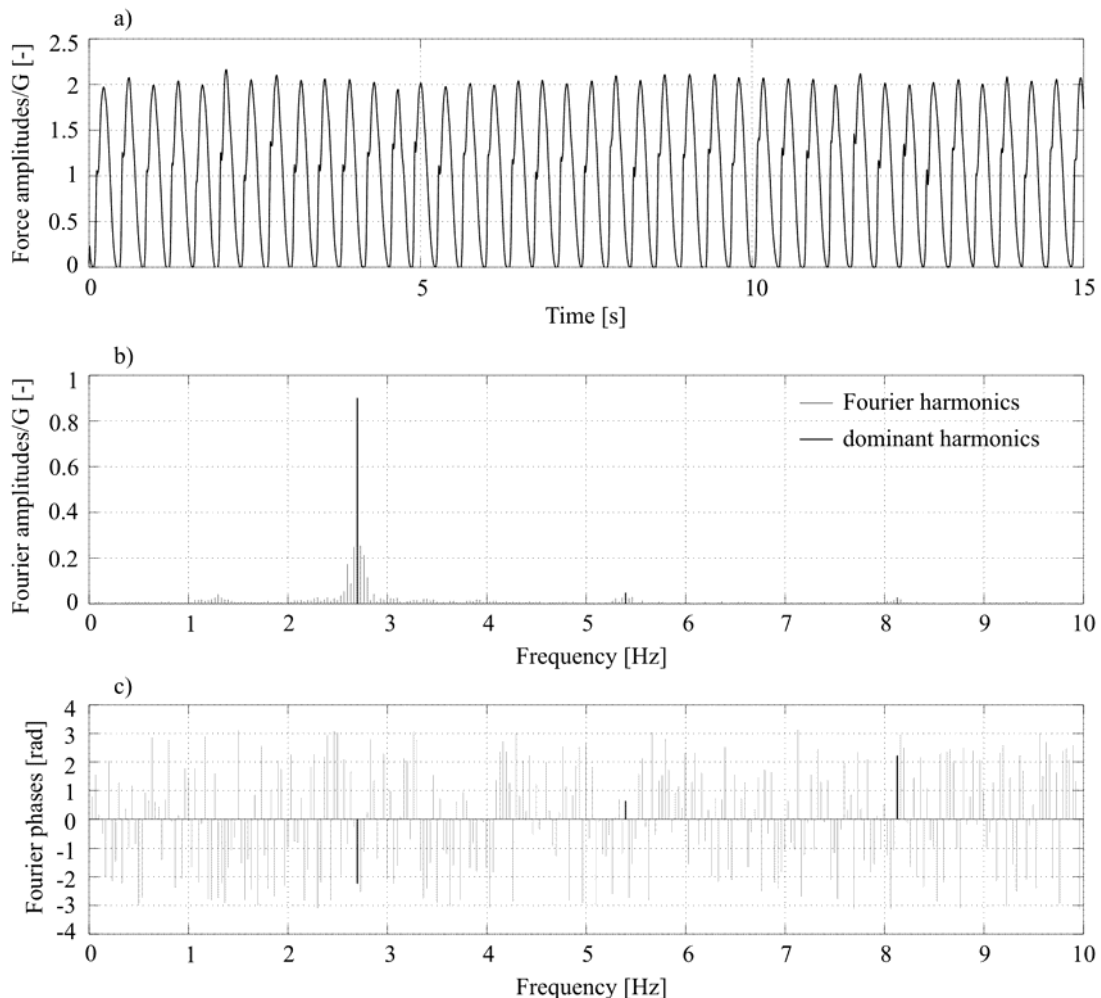 a)
Force amplitudes/G [-]
2.5
2
1.5
1
0.5
0
0 5 10 15
Time [s]
b)
Fourier amplitudes/G [-]
1
0.8
0.6
0.4
0.2
0
Fourier harmonics
dominant harmonics
0 1 2 3 4 5 6 7 8 9 10
Frequency [Hz]
c)
Fourier phases [rad]
4
3
2
1
0
-1
-2
-3
-4
0 1 2 3 4 5 6 7 8 9 10
Frequency [Hz]